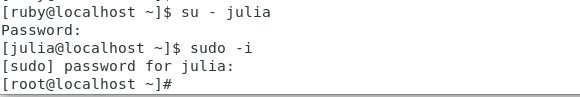 [ruby@localhost ~]$ su - julia
Password:
[julia@localhost ~]$ sudo -i
[sudo] password for julia:
[root@localhost ~]#